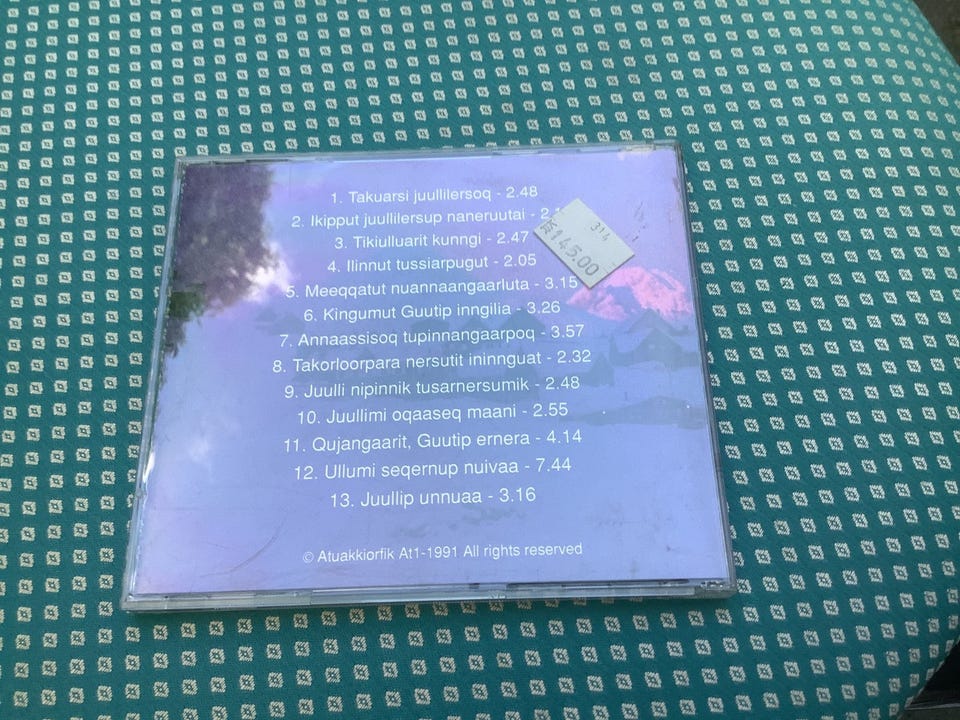 1. Takuarsi juullilersoq - 2.48
2. Ikipput juullilersup naneruutai -
3. Tikiulluarit kunngi - 2.47
4. Ilinnut tussiarpugut - 2.05
5. Meeqqatut nuannaangaarluta - 3.15
6. Kingumut Guutip inngilia - 3.26
7. Annaassisoq tupinnangaarpoq - 3.57
8. Takorloorpara nersutit ininnguat - 2.32
9. Juulli nipinnik tusarnersumik - 2.48
10. Juullimi oqaaseq maani - 2.55
11. Qujangaarit, Guutip ernera - 4.14
12. Ullumi seqernup nuivaa - 7.44
13. Juullip unnuaa - 3.16
314
145.00
© Atuakkiorfik At1-1991 All rights reserved